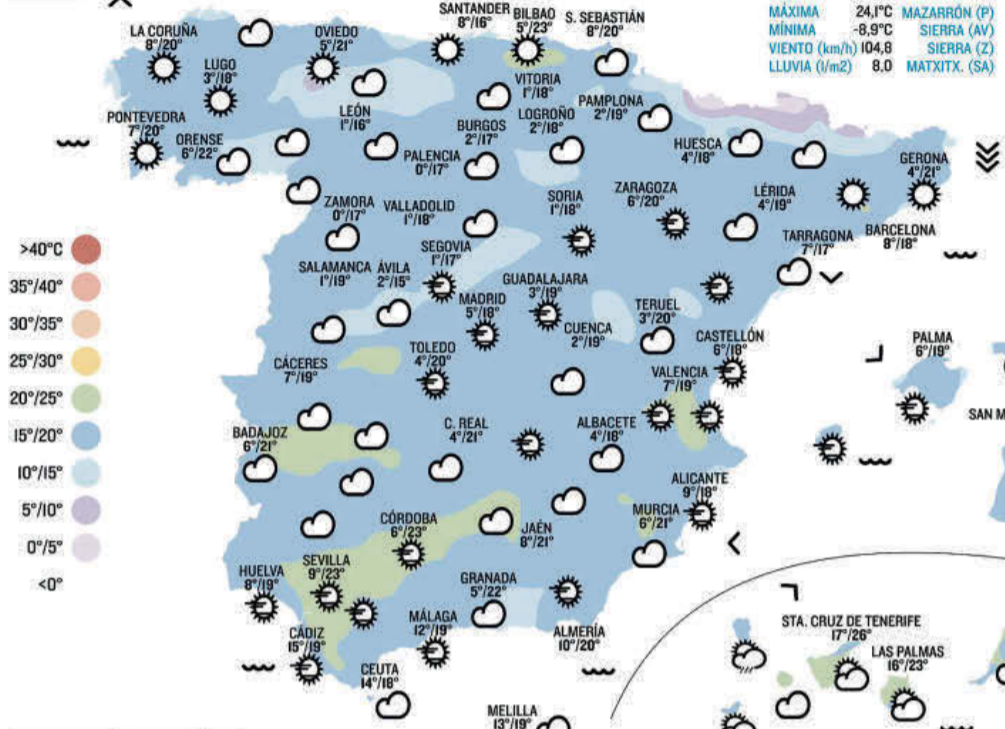 SANTANDER
8°/16°
BILBAO
5°/23°
S. SEBASTIÁN
8°/20°
MÁXIMA 24,1°C MAZARRÓN (P)
MÍNIMA -8,9°C SIERRA (AV)
VIENTO (km/h) 104,8 SIERRA (Z)
LLUVIA (l/m2) 8.0 MATXITX. (SA)
LA CORUÑA
8°/20°
OVIEDO
5°/21°
LUGO
3°/18°
VITORIA
1°/18°
PONTEVEDRA
7°/20°
ORENSE
6°/22°
LEÓN
1°/16°
BURGOS
2°/17°
LOGROÑO
2°/18°
PAMPLONA
2°/19°
HUESCA
4°/18°
GERONA
4°/21°
PALENCIA
0°/17°
ZAMORA
0°/17°
VALLADOLID
1°/18°
SORIA
1°/18°
ZARAGOZA
6°/20°
LÉRIDA
4°/19°
BARCELONA
8°/18°
TARRAGONA
7°/17°
SEGOVIA
1°/17°
SALAMANCA
1°/19°
ÁVILA
2°/15°
GUADALAJARA
3°/19°
MADRID
5°/18°
TERUEL
3°/20°
CUENCA
2°/19°
CASTELLÓN
6°/18°
PALMA
6°/19°
TOLEDO
4°/20°
CÁCERES
7°/19°
VALENCIA
7°/19°
SAN M
BADAJOZ
6°/21°
C. REAL
4°/21°
ALBACETE
4°/18°
ALICANTE
9°/18°
MURCIA
6°/21°
CÓRDOBA
6°/23°
JAÉN
8°/21°
SEVILLA
9°/23°
HUELVA
8°/19°
GRANADA
5°/22°
MÁLAGA
12°/19°
ALMERÍA
10°/20°
CÁDIZ
15°/19°
CEUTA
14°/18°
MELILLA
13°/19°
STA. CRUZ DE TENERIFE
17°/26°
LAS PALMAS
16°/23°
>40°C
35°/40°
30°/35°
25°/30°
20°/25°
15°/20°
10°/15°
5°/10°
0°/5°
<0°